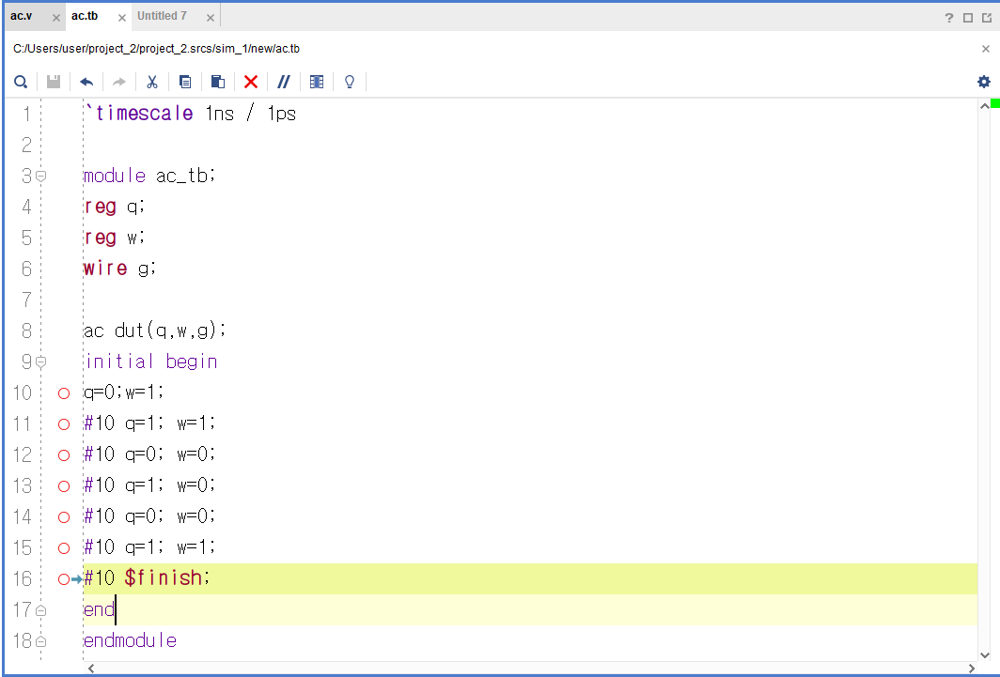 ac.v × ac.tb × Untitled 7 × ?
C:/Users/user/project_2/project_2.srcs/sim_1/new/ac.tb ×
1 `timescale 1ns / 1ps
2
3 module ac_tb;
4 reg q;
5 reg w;
6 wire g;
7
8 ac dut(q,w,g);
9 initial begin
10 q=0;w=1;
11 #10 q=1; w=1;
12 #10 q=0; w=0;
13 #10 q=1; w=0;
14 #10 q=0; w=0;
15 #10 q=1; w=1;
16 #10 $finish;
17 end
18 endmodule